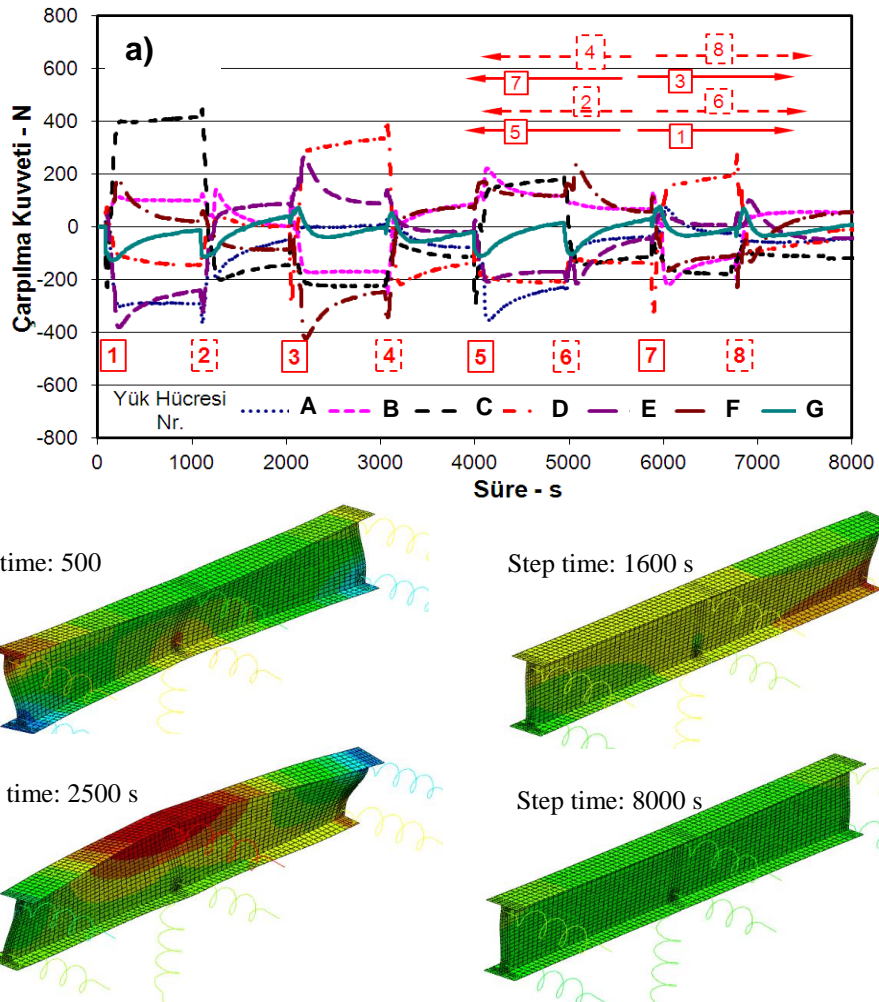 800
a)
600
400
200
0
-200
-400
-600
-800
Çarpılma Kuvveti - N
4
8
7
3
2
6
5
1
1
2
3
4
5
6
7
8
Yük Hücresi Nr.
A B C D E F G
0 1000 2000 3000 4000 5000 6000 7000 8000
Süre - s
time: 500
Step time: 1600 s
time: 2500 s
Step time: 8000 s